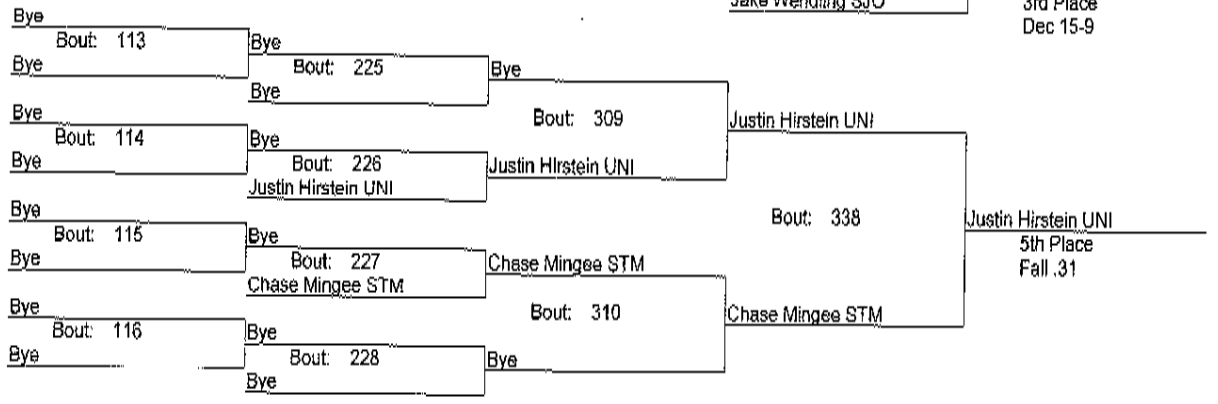 Jake Wendling SJO
3rd Place
Dec 15-9
Bye
Bout: 113
Bye
Bye
Bout: 225
Bye
Bye
Bout: 309
Justin Hirstein UNI
Bye
Bout: 114
Bye
Bye
Bout: 226
Justin Hirstein UNI
Justin Hirstein UNI
Bout: 338
Justin Hirstein UNI
5th Place
Fall .31
Bye
Bout: 115
Bye
Bye
Bout: 227
Chase Mingee STM
Chase Mingee STM
Bout: 310
Chase Mingee STM
Bye
Bout: 116
Bye
Bye
Bout: 228
Bye
Bye